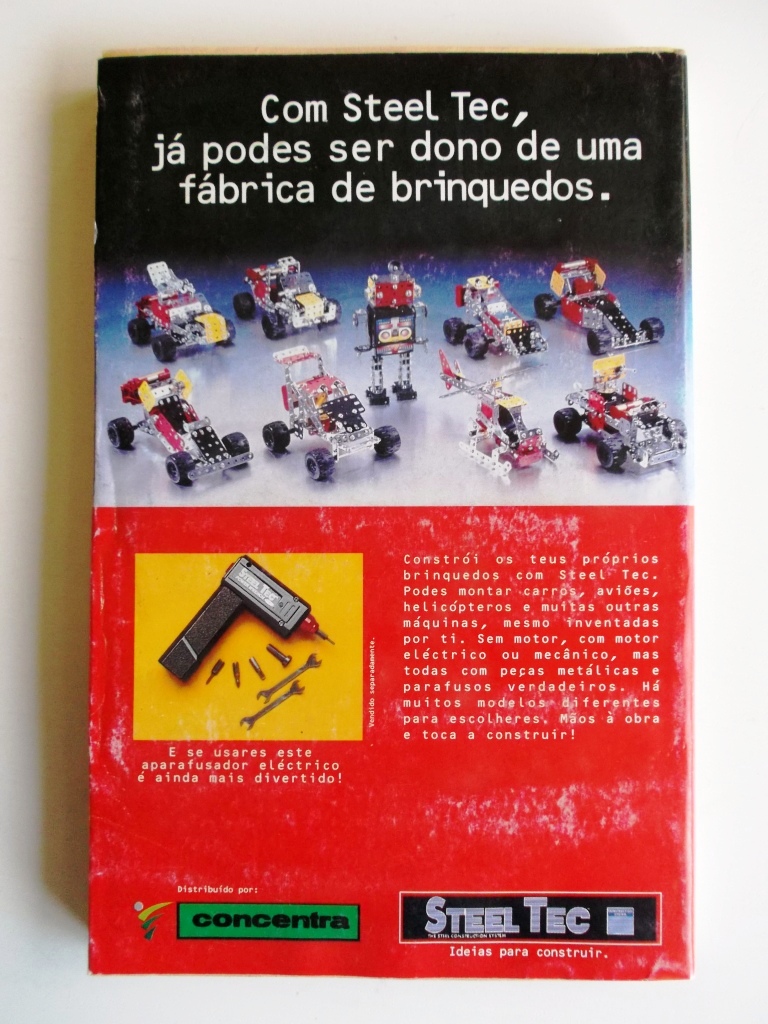 Com Steel Tec,
já podes ser dono de uma
fábrica de brinquedos.
STEEL TEC
Vendido separadamente.
E se usares este
aparafusador eléctrico
é ainda mais divertido!
Constrói os teus próprios
brinquedos com Steel Tec.
Podes montar carros, aviões,
helicópteros e muitas outras
máquinas, mesmo inventadas
por ti. Sem motor, com motor
eléctrico ou mecânico, mas
todas com peças metálicas e
parafusos verdadeiros. Há
muitos modelos diferentes
para escolheres. Mãos à obra
e toca a construir!
Distribuído por:
concentra
STEEL TEC
THE STEEL CONSTRUCTION SYSTEM
Ideias para construir.